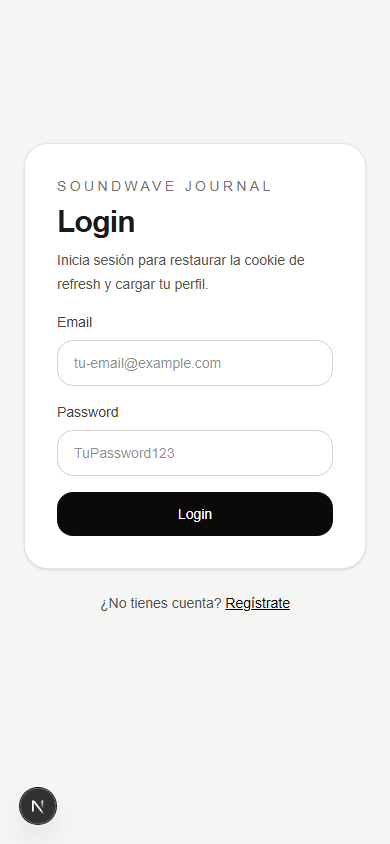 SOUNDWAVE JOURNAL
Login
Inicia sesión para restaurar la cookie de
refresh y cargar tu perfil.
Email
tu-email@example.com
Password
TuPassword123
Login
¿No tienes cuenta? Regístrate
N